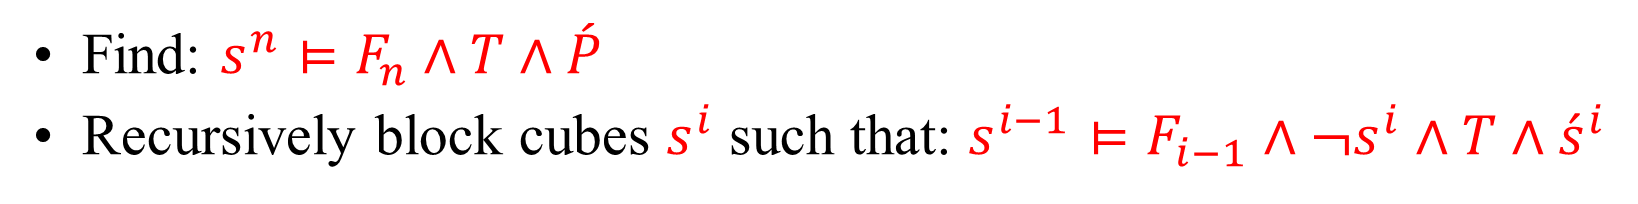 • Find: sⁿ ⊨ Fₙ ∧ T ∧ Ṕ
• Recursively block cubes sⁱ such that: sⁱ⁻¹ ⊨ Fᵢ₋₁ ∧ ¬sⁱ ∧ T ∧ śⁱ